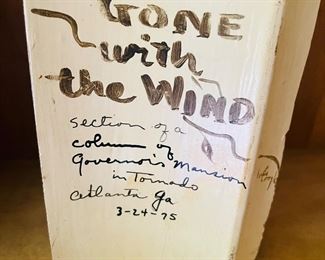 GONE
with
the WIND
section of a
column of
Governor's Mansion
in Tornado
Atlanta Ga
3-24-75